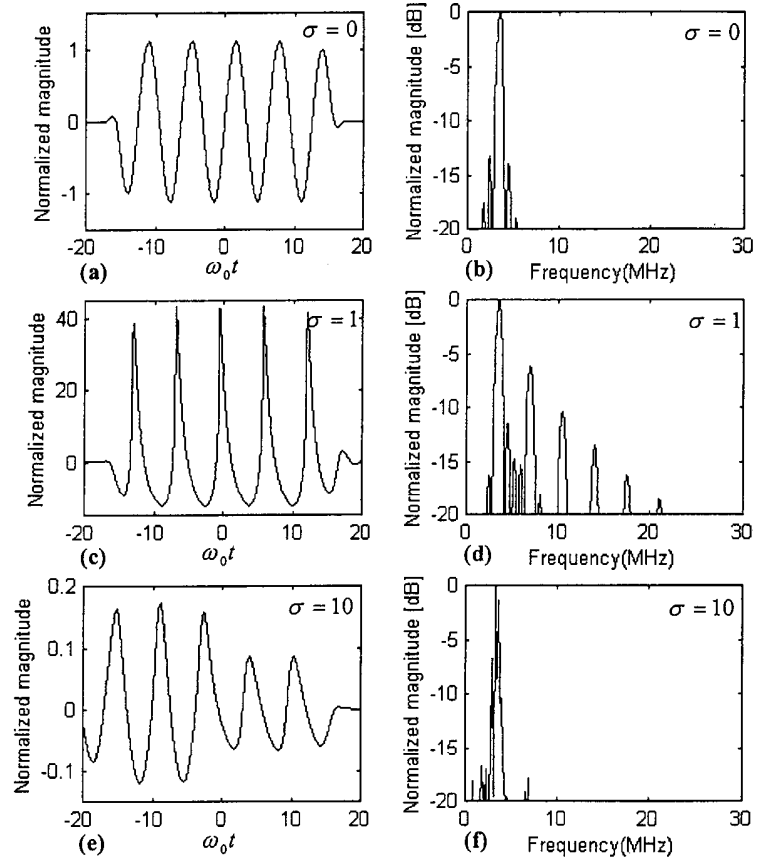 σ = 0
Normalized magnitude
1
0
-1
-20 -10 0 10 20
(a) ω₀t
σ = 0
Normalized magnitude [dB]
0
-5
-10
-15
-20
0 10 20 30
(b) Frequency(MHz)
σ = 1
Normalized magnitude
40
20
0
-20 -10 0 10 20
(c) ω₀t
σ = 1
Normalized magnitude [dB]
0
-5
-10
-15
-20
0 10 20 30
(d) Frequency(MHz)
σ = 10
Normalized magnitude
0.2
0.1
0
-0.1
-20 -10 0 10 20
(e) ω₀t
σ = 10
Normalized magnitude [dB]
0
-5
-10
-15
-20
0 10 20 30
(f) Frequency(MHz)